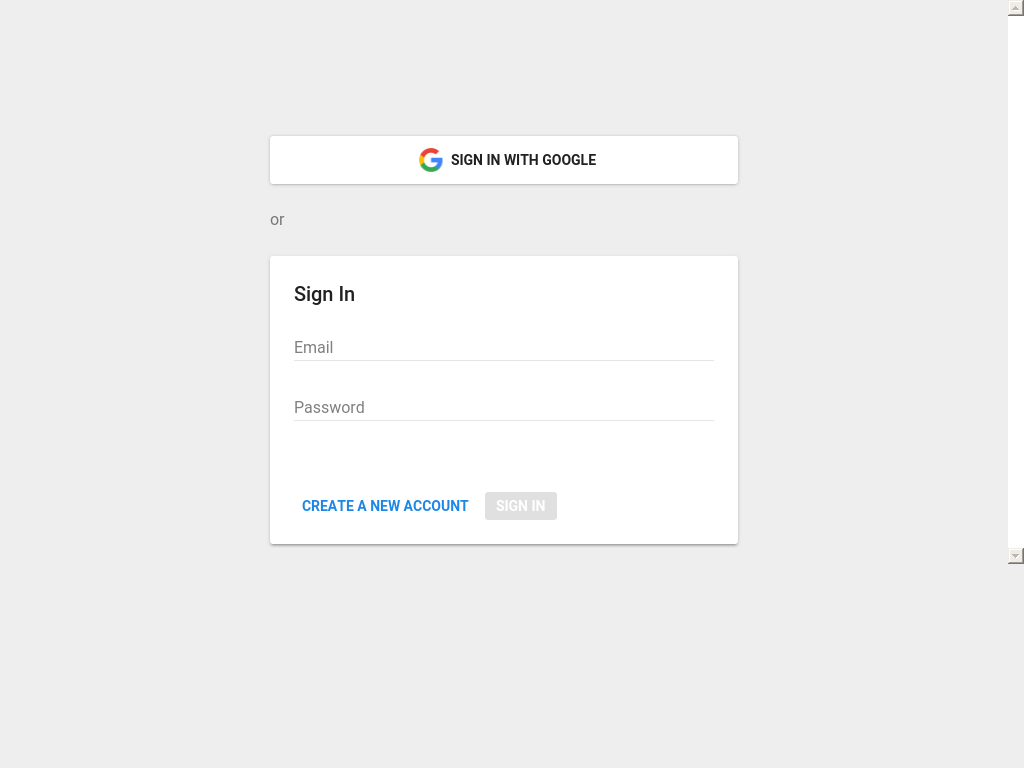 SIGN IN WITH GOOGLE
or
Sign In
Email
Password
CREATE A NEW ACCOUNT SIGN IN